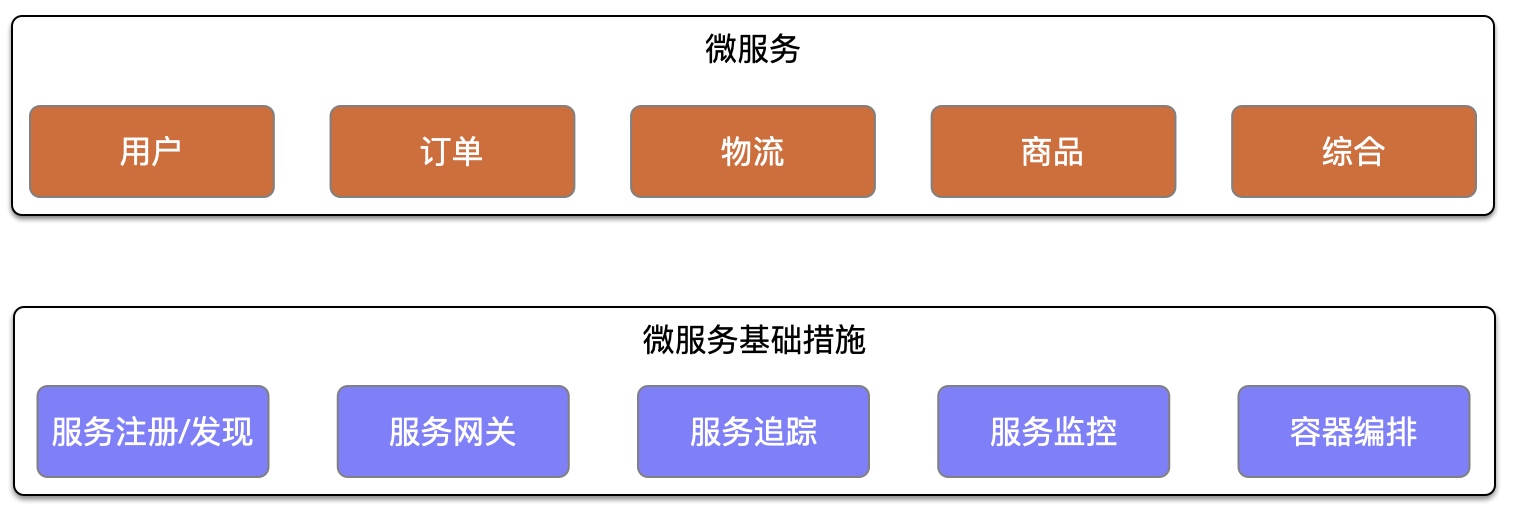 微服务
用户
订单
物流
商品
综合
微服务基础措施
服务注册/发现
服务网关
服务追踪
服务监控
容器编排